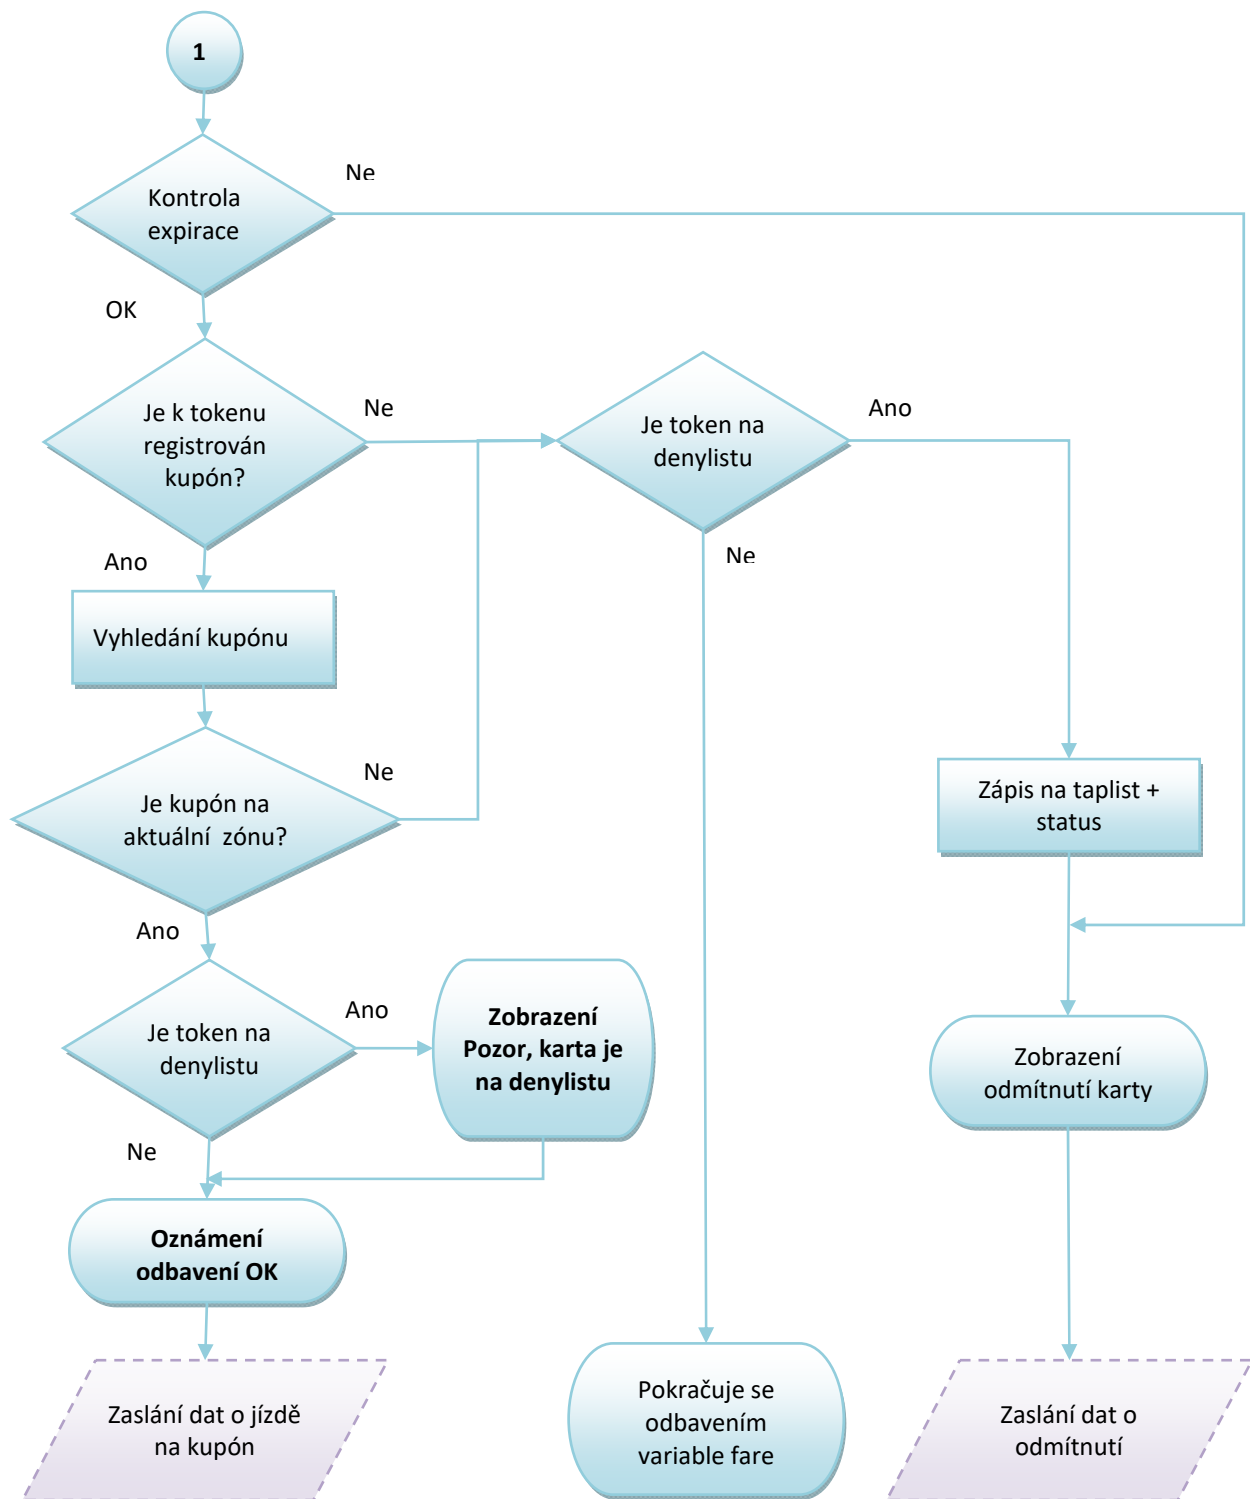 1
Kontrola
expirace
Ne
OK
Je k tokenu
registrován
kupón?
Ne
Je token na
denylistu
Ano
Ne
Ano
Vyhledání kupónu
Je kupón na
aktuální zónu?
Ne
Zápis na taplist +
status
Ano
Je token na
denylistu
Ano
Zobrazení
Pozor, karta je
na denylistu
Zobrazení
odmítnutí karty
Ne
Oznámení
odbavení OK
Zaslání dat o jízdě
na kupón
Pokračuje se
odbavením
variable fare
Zaslání dat o
odmítnutí